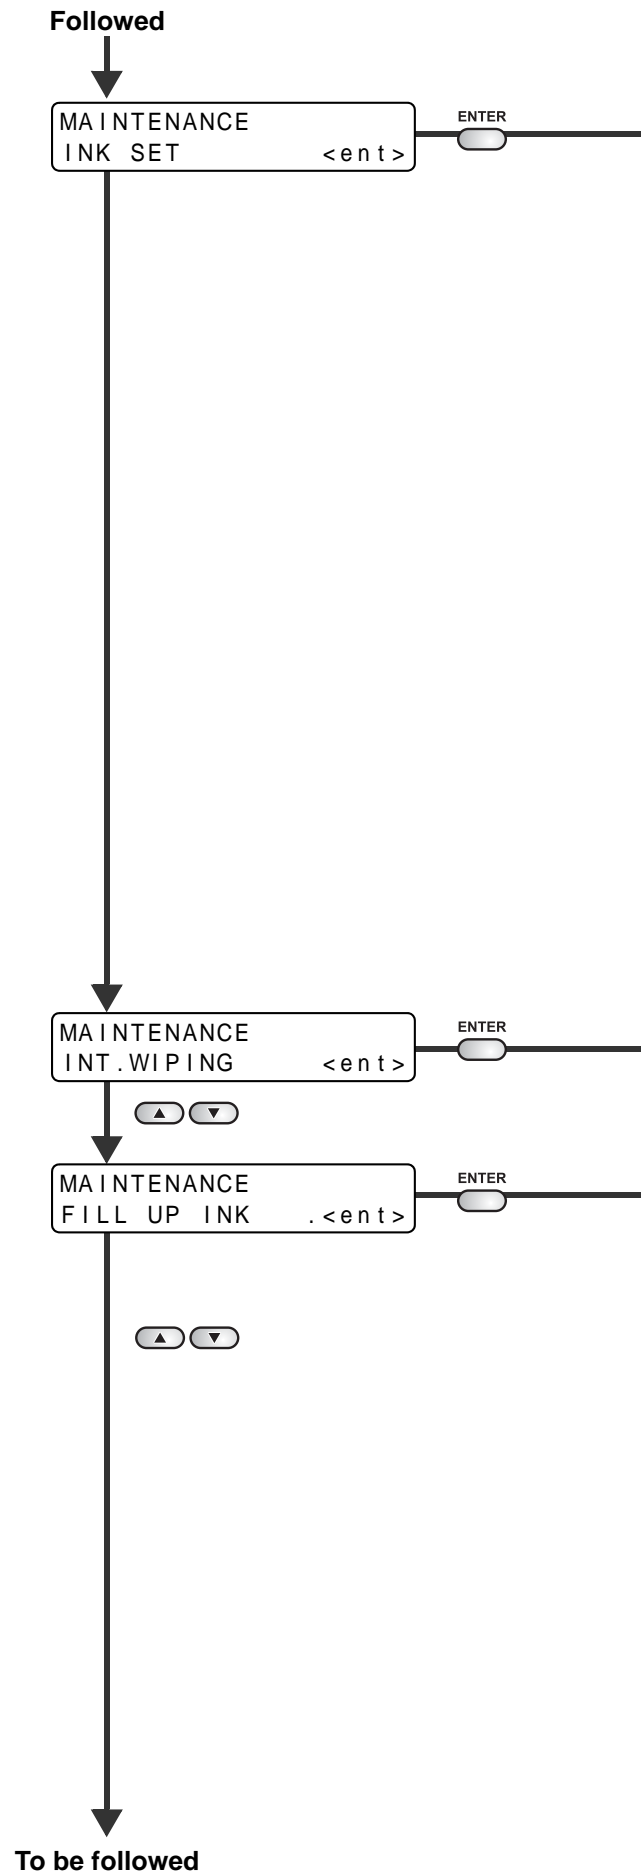 Followed
MAINTENANCE
ENTER
INK SET <ent>
MAINTENANCE
ENTER
INT.WIPING <ent>
MAINTENANCE
ENTER
FILL UP INK .<ent>
To be followed